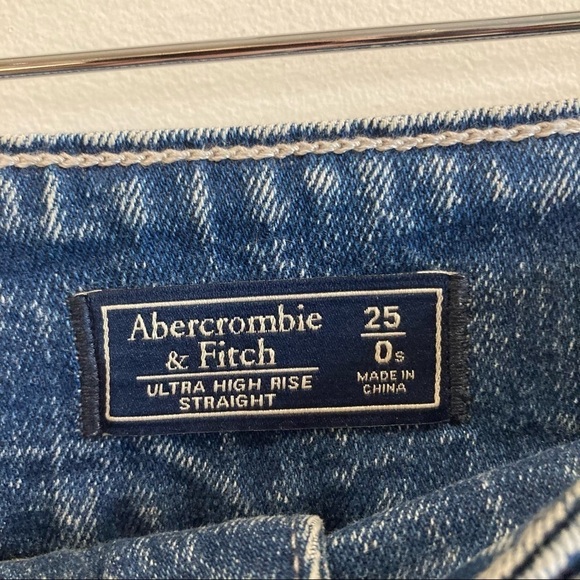 Abercrombie
& Fitch
ULTRA HIGH RISE
STRAIGHT
25
0s
MADE IN
CHINA